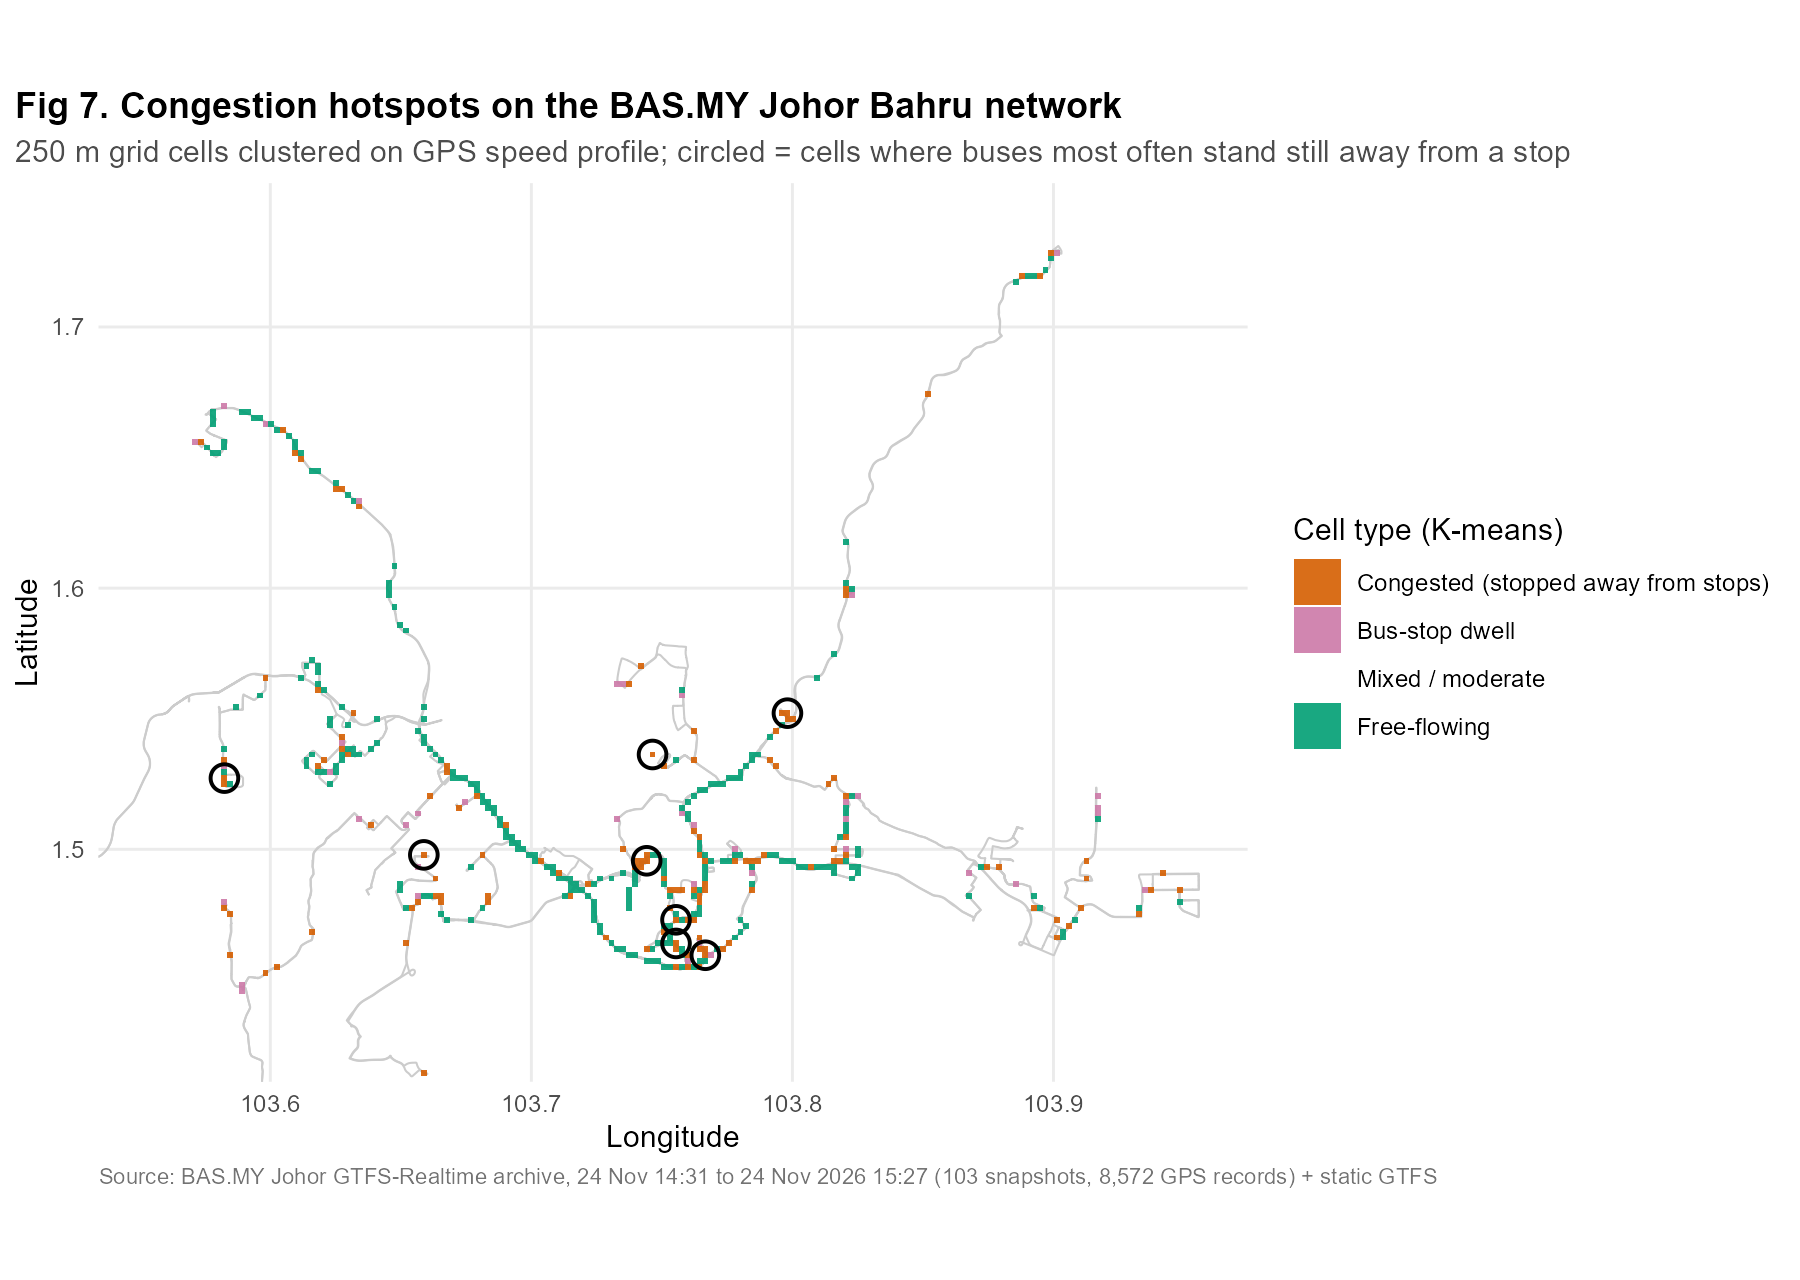 Fig 7. Congestion hotspots on the BAS.MY Johor Bahru network
250 m grid cells clustered on GPS speed profile; circled = cells where buses most often stand still away from a stop
1.7
1.6
1.5
Latitude
103.6 103.7 103.8 103.9
Longitude
Cell type (K-means)
Congested (stopped away from stops)
Bus-stop dwell
Mixed / moderate
Free-flowing
Source: BAS.MY Johor GTFS-Realtime archive, 24 Nov 14:31 to 24 Nov 2026 15:27 (103 snapshots, 8,572 GPS records) + static GTFS